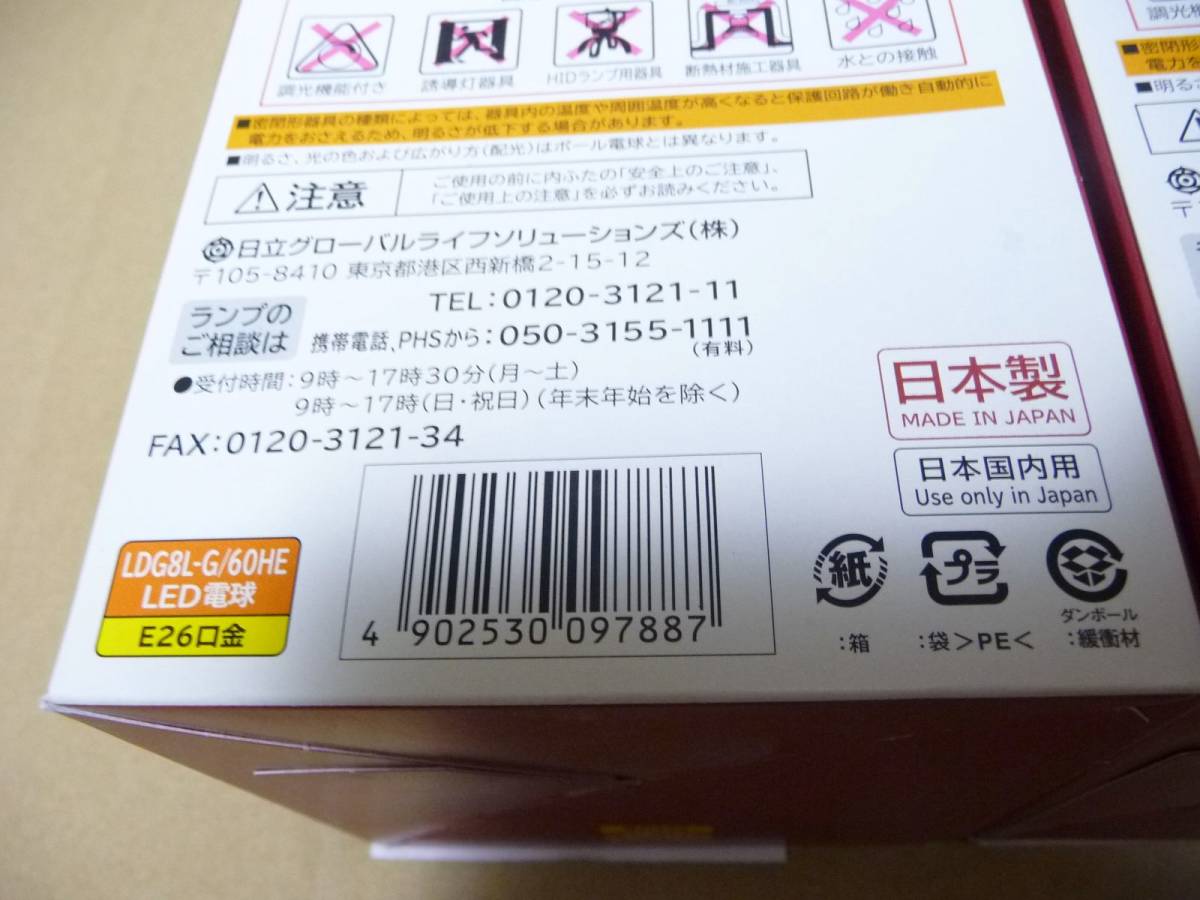 調光機能付き
誘導灯器具
HIDランプ用器具
断熱材施工器具
水との接触
■密閉形器具の種類によっては、器具内の温度や周囲温度が高くなると保護回路が働き自動的に
電力をおさえるため、明るさが低下する場合があります。
■明るさ、光の色および広がり方(配光)はボール電球とは異なります。
注意
ご使用の前に内ふたの「安全上のご注意」、
「ご使用上の注意」を必ずお読みください。
日立グローバルライフソリューションズ(株)
〒105-8410 東京都港区西新橋2-15-12
ランプの
ご相談は
TEL:0120-3121-11
携帯電話、PHSから:050-3155-1111
(有料)
●受付時間:9時〜17時30分(月〜土)
9時〜17時(日・祝日)(年末年始を除く)
FAX:0120-3121-34
日本製
MADE IN JAPAN
日本国内用
Use only in Japan
LDG8L-G/60HE
LED電球
E26口金
4 902530 097887
紙
:箱
プラ
:袋>PE<
ダンボール
:緩衝材
調光機
■密閉形
電力を
■明るさ
〒1